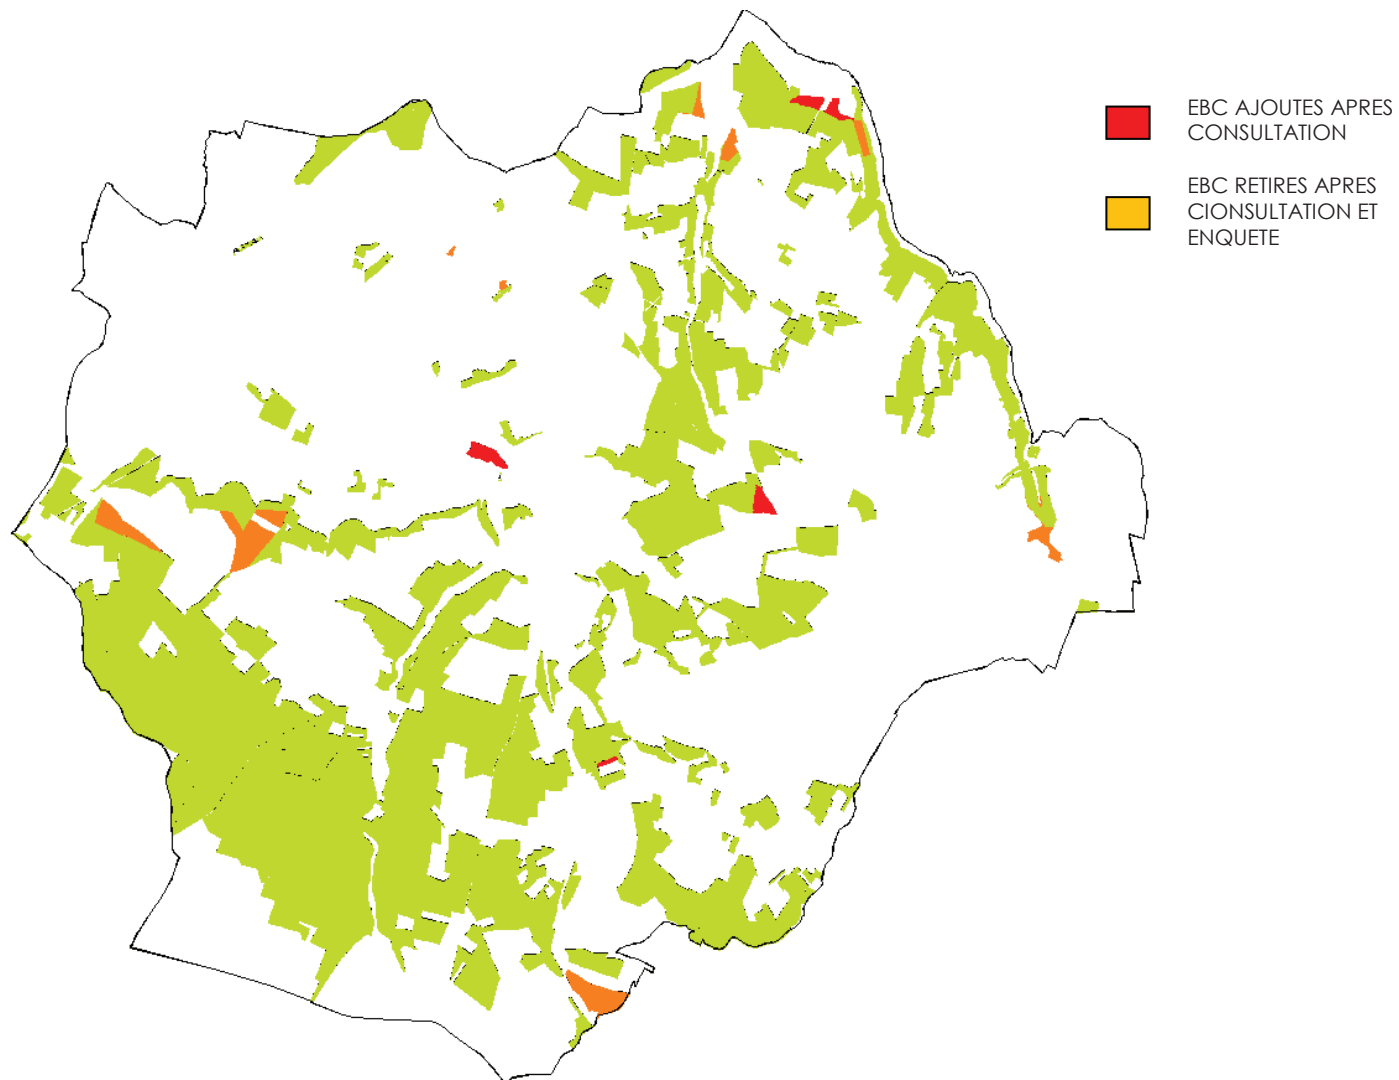 EBC AJOUTES APRES
CONSULTATION
EBC RETIRES APRES
CIONSULTATION ET
ENQUETE